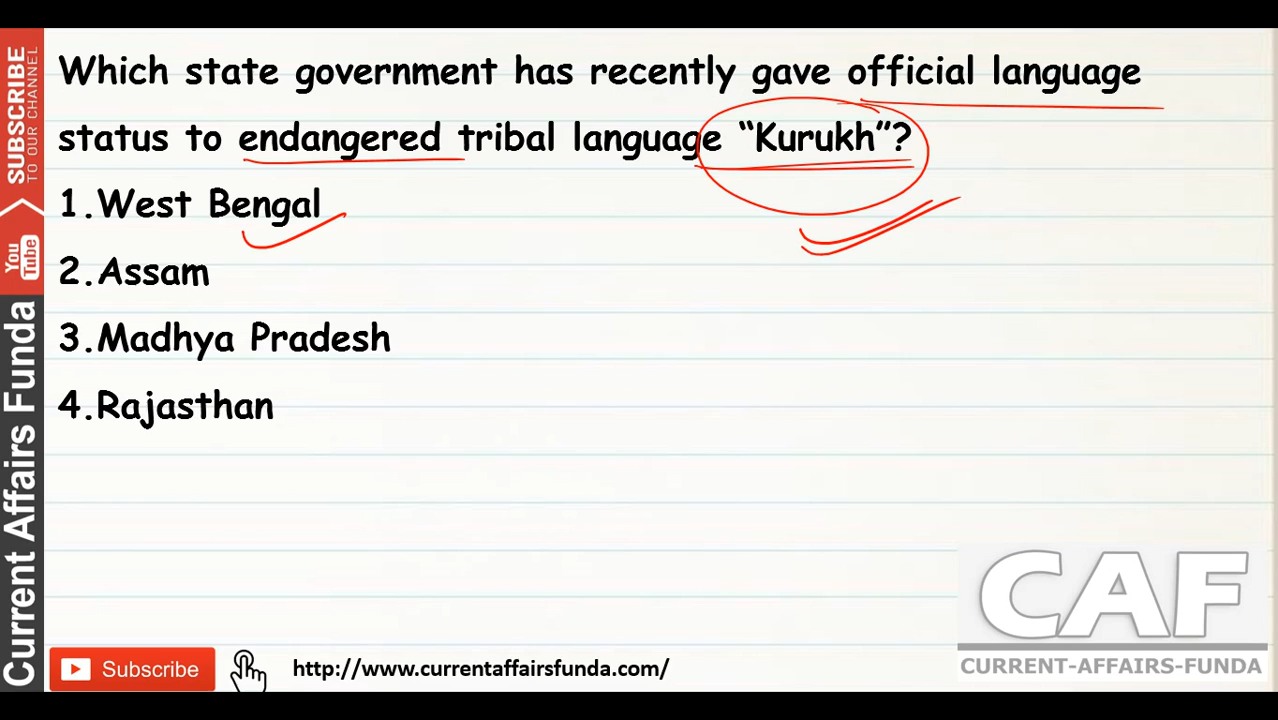 Which state government has recently gave official language
status to endangered tribal language “Kurukh”?
1.West Bengal
2.Assam
3.Madhya Pradesh
4.Rajasthan
SUBSCRIBE
TO OUR CHANNEL
You
Tube
Current Affairs Funda
CAF
CURRENT-AFFAIRS-FUNDA
Subscribe
http://www.currentaffairsfunda.com/